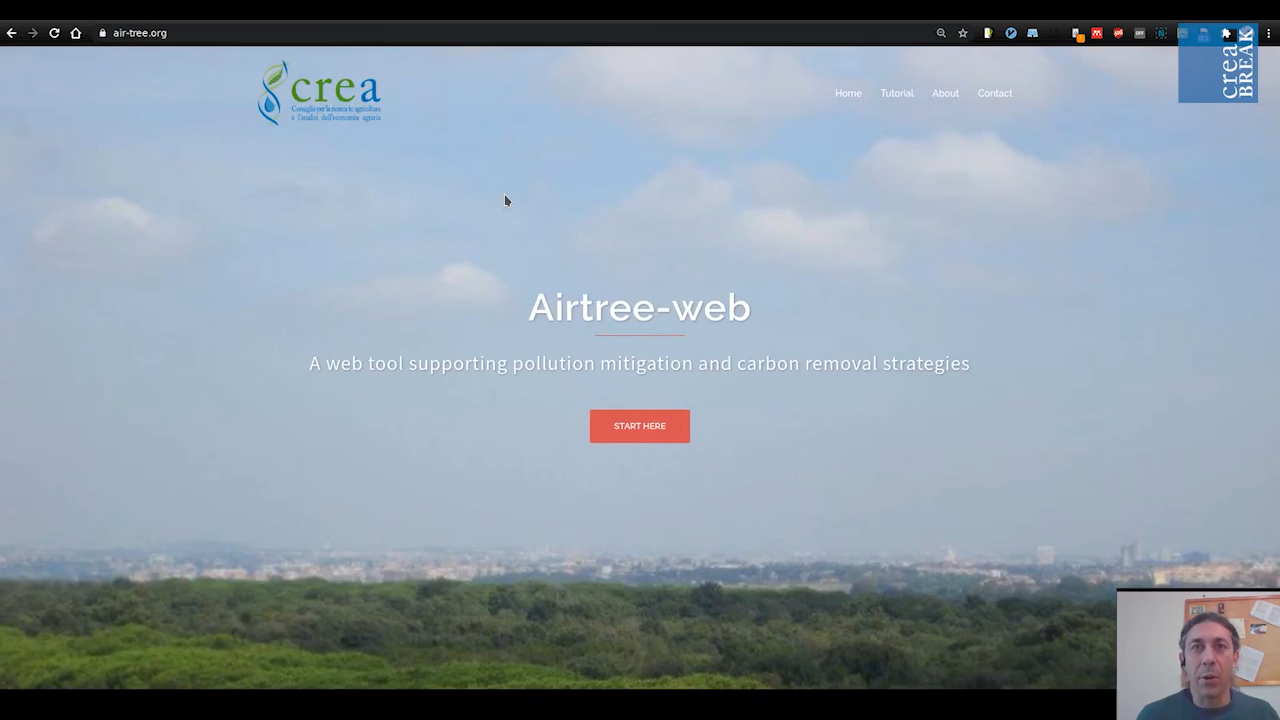 air-tree.org
crea
Consiglio per la ricerca in agricoltura
e l'analisi dell'economia agraria
Home
Tutorial
About
Contact
crea
BREAK
Airtree-web
A web tool supporting pollution mitigation and carbon removal strategies
START HERE